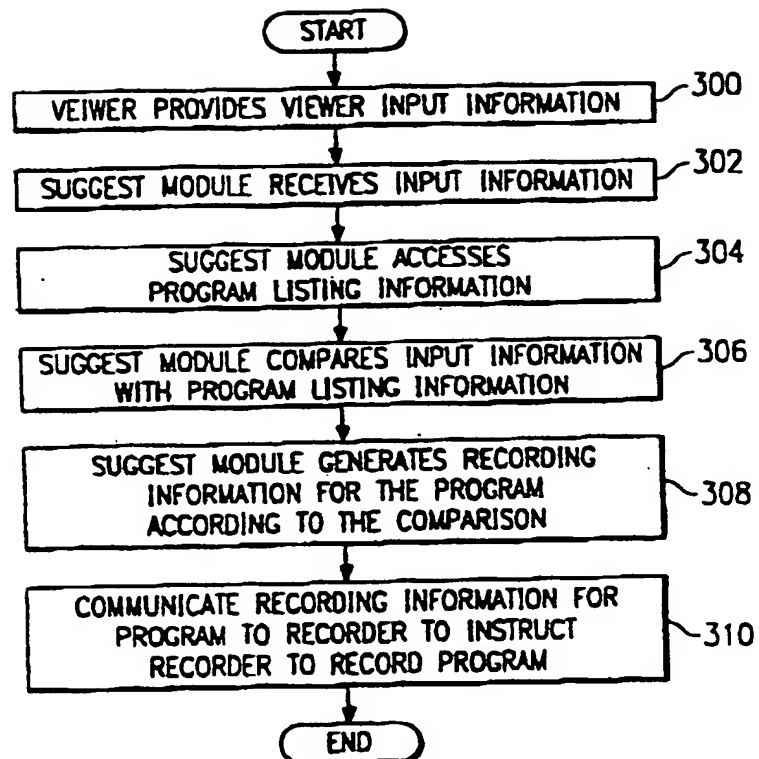 START
VEIWER PROVIDES VIEWER INPUT INFORMATION
300
SUGGEST MODULE RECEIVES INPUT INFORMATION
302
SUGGEST MODULE ACCESSES
PROGRAM LISTING INFORMATION
304
SUGGEST MODULE COMPARES INPUT INFORMATION
WITH PROGRAM LISTING INFORMATION
306
SUGGEST MODULE GENERATES RECORDING
INFORMATION FOR THE PROGRAM
ACCORDING TO THE COMPARISON
308
COMMUNICATE RECORDING INFORMATION FOR
PROGRAM TO RECORDER TO INSTRUCT
RECORDER TO RECORD PROGRAM
310
END